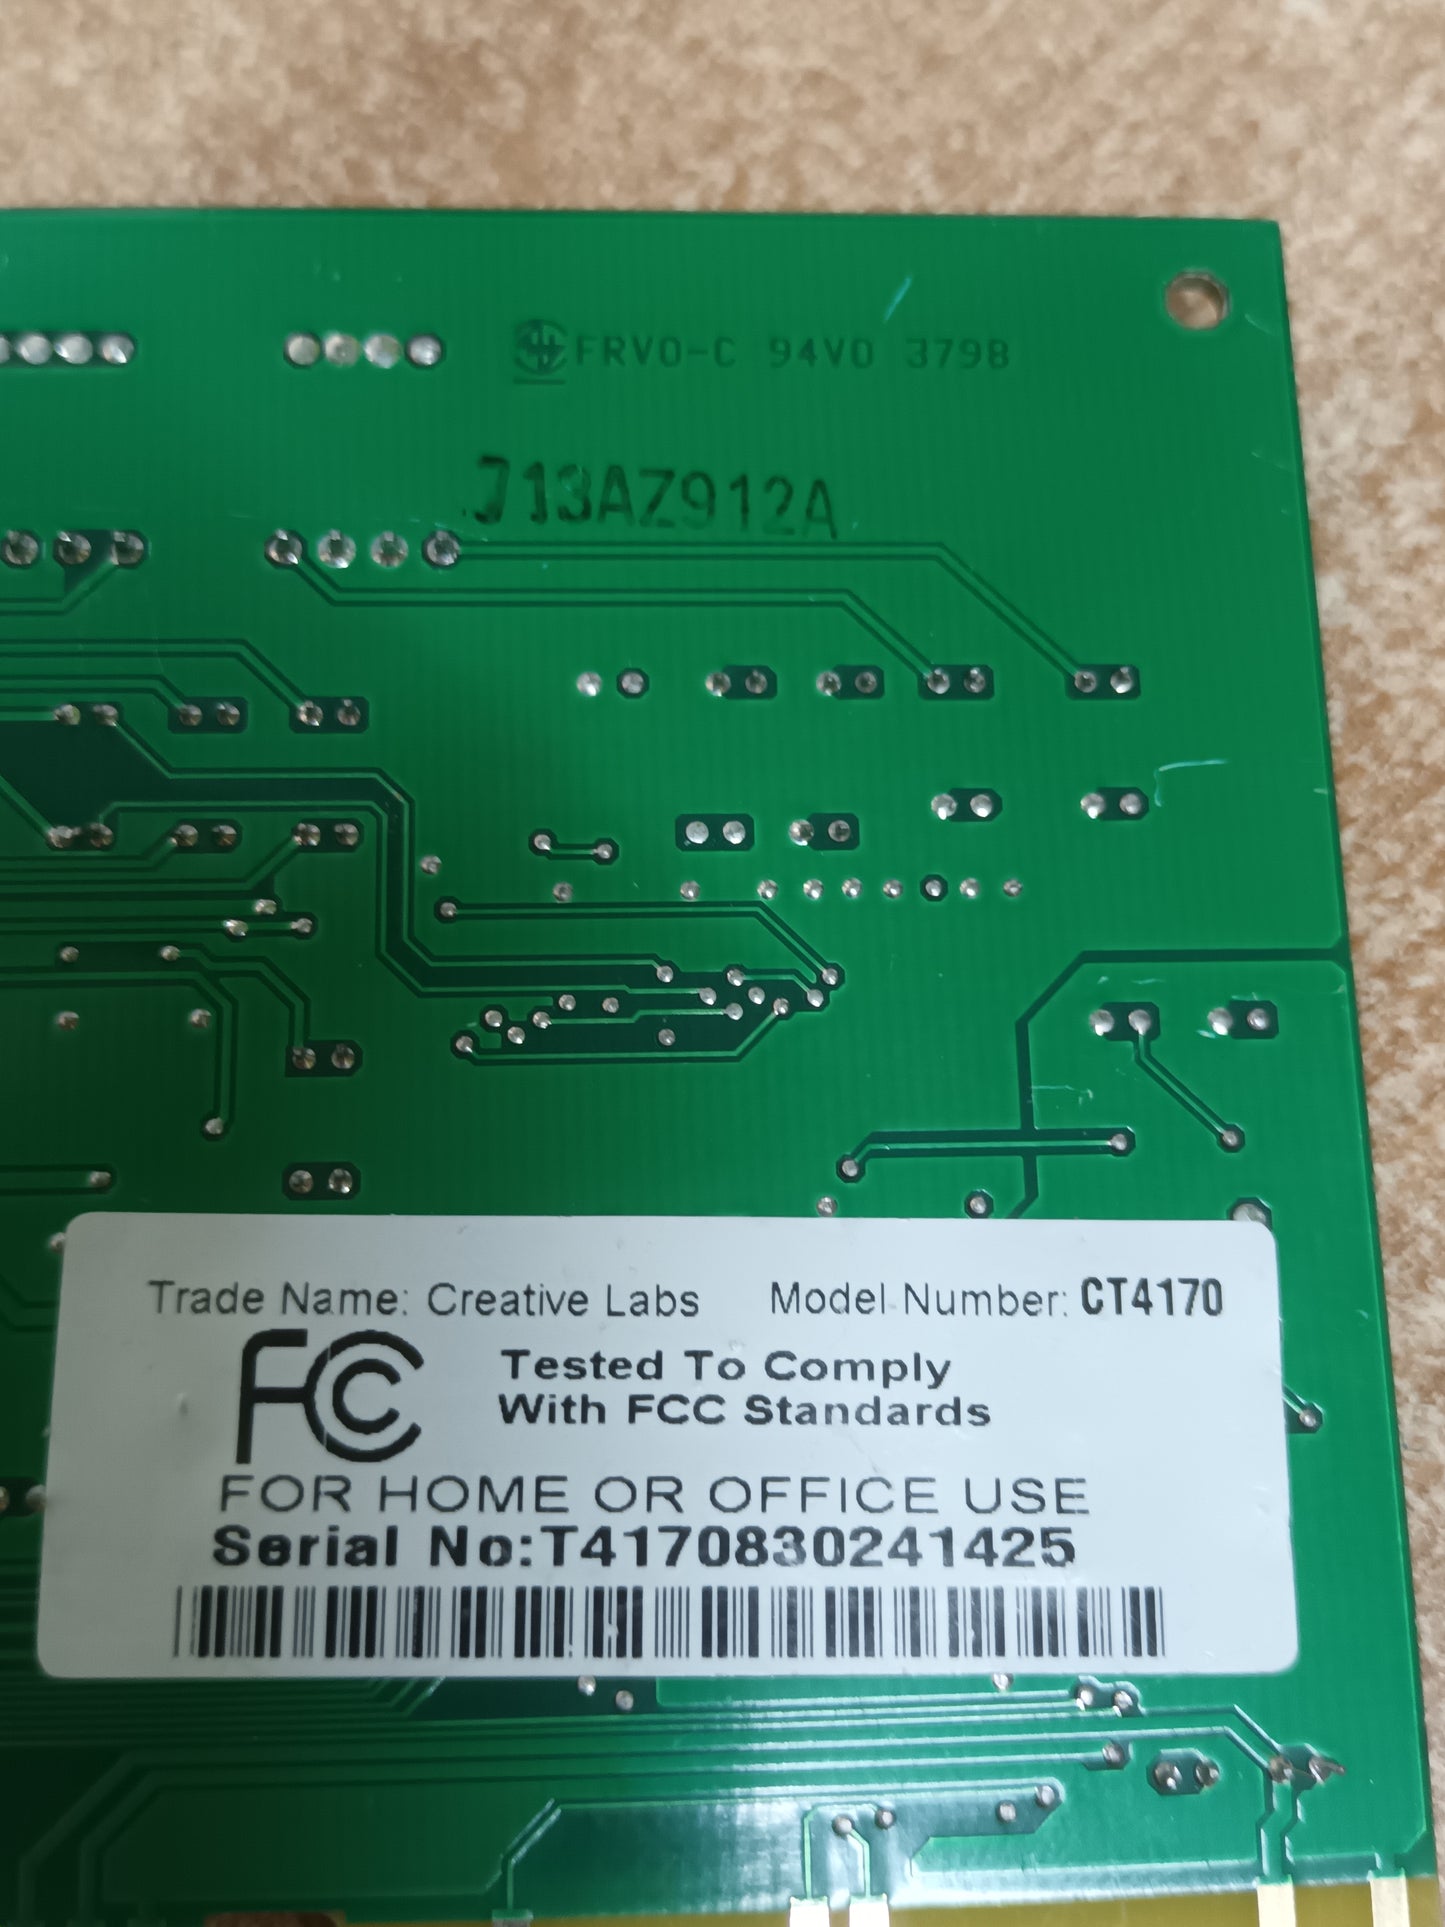 FRV0-C 94V0 3798
J13AZ912A
Trade Name: Creative Labs Model Number: CT4170
FC Tested To Comply
With FCC Standards
FOR HOME OR OFFICE USE
Serial No:T4170830241425